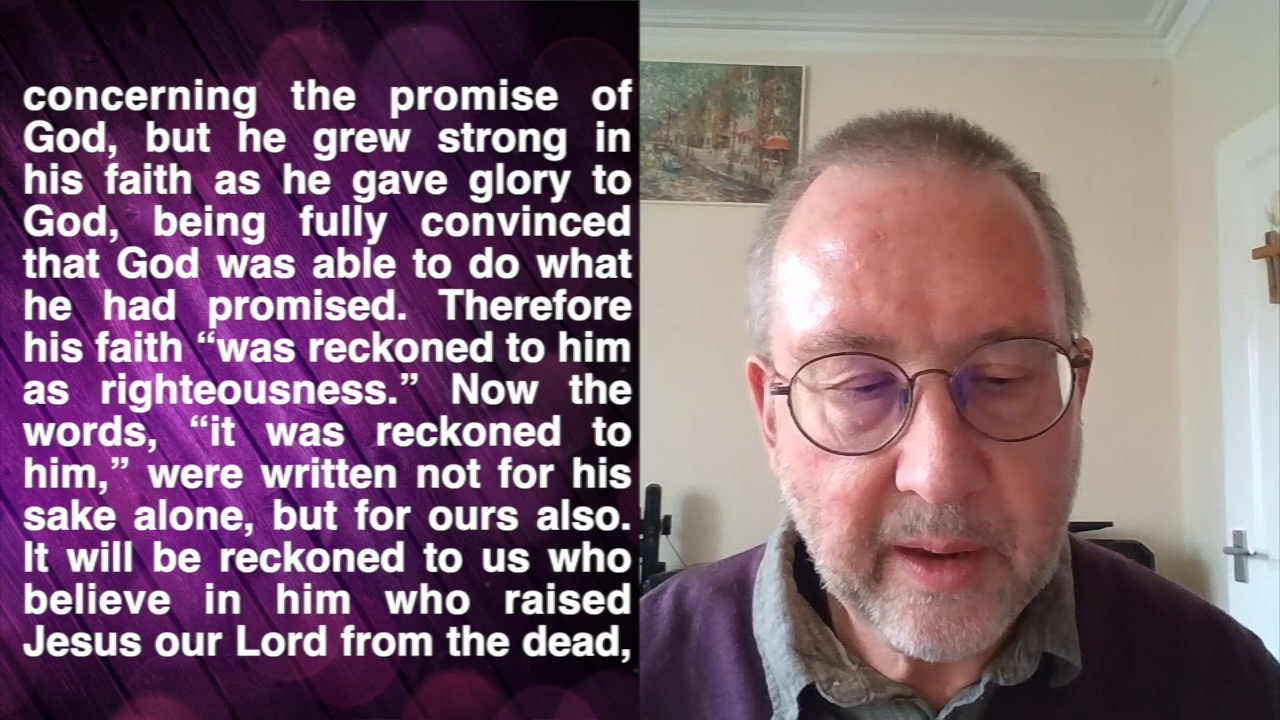 concerning the promise of
God, but he grew strong in
his faith as he gave glory to
God, being fully convinced
that God was able to do what
he had promised. Therefore
his faith “was reckoned to him
as righteousness.” Now the
words, “it was reckoned to
him,” were written not for his
sake alone, but for ours also.
It will be reckoned to us who
believe in him who raised
Jesus our Lord from the dead,